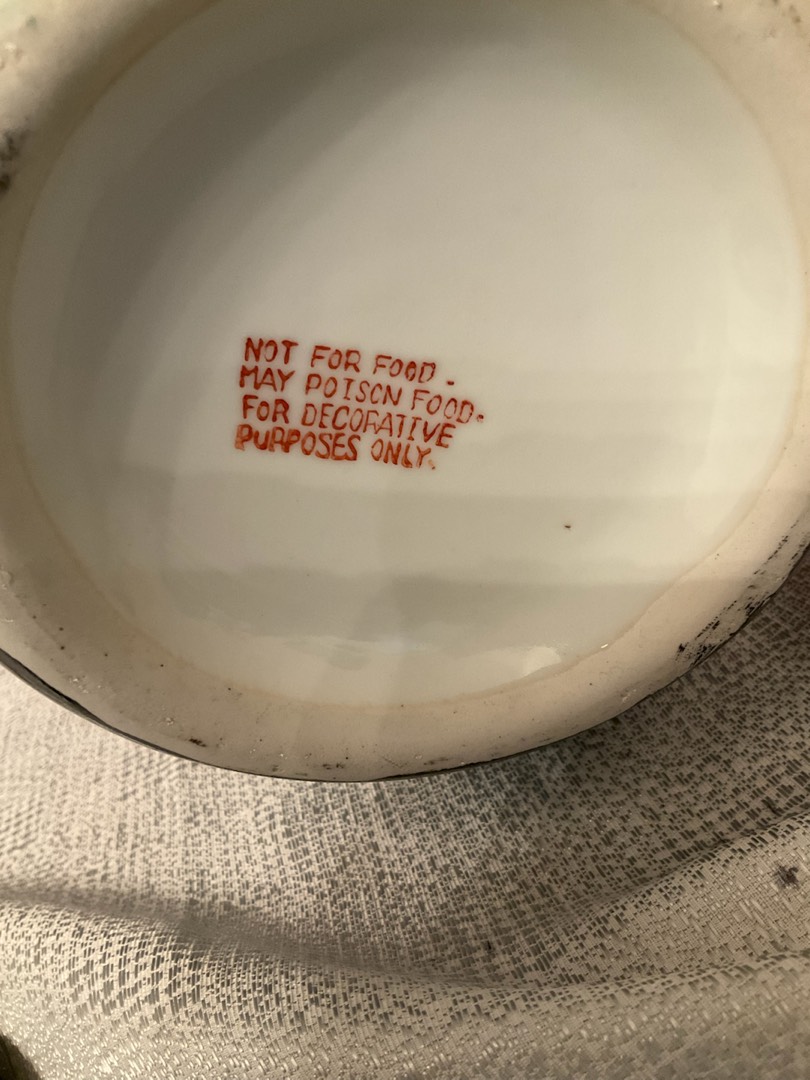 NOT FOR FOOD.
MAY POISON FOOD.
FOR DECORATIVE
PURPOSES ONLY.